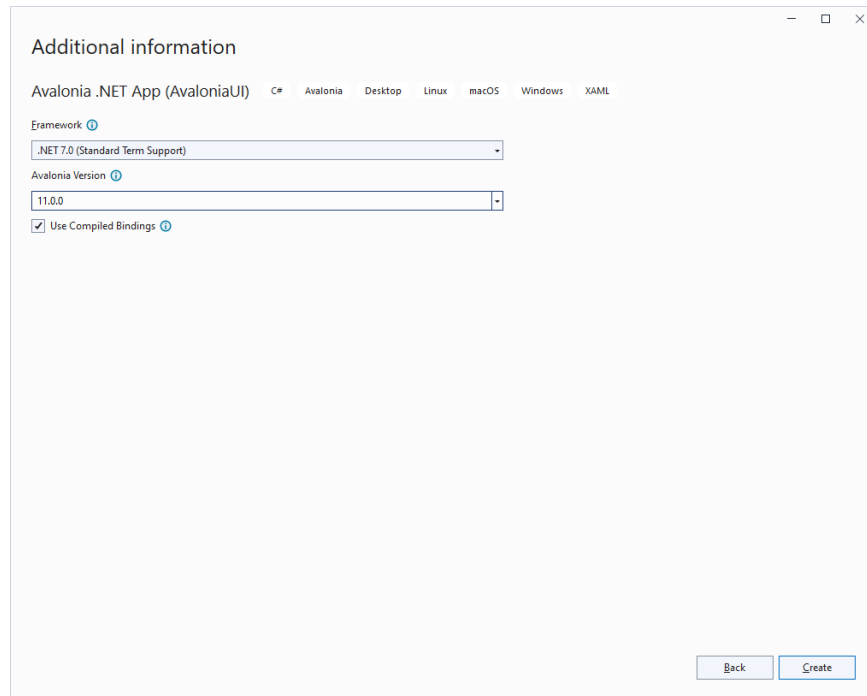 Additional information
Avalonia .NET App (AvaloniaUI) C# Avalonia Desktop Linux macOS Windows XAML
Framework
.NET 7.0 (Standard Term Support)
Avalonia Version
11.0.0
Use Compiled Bindings
Back Create